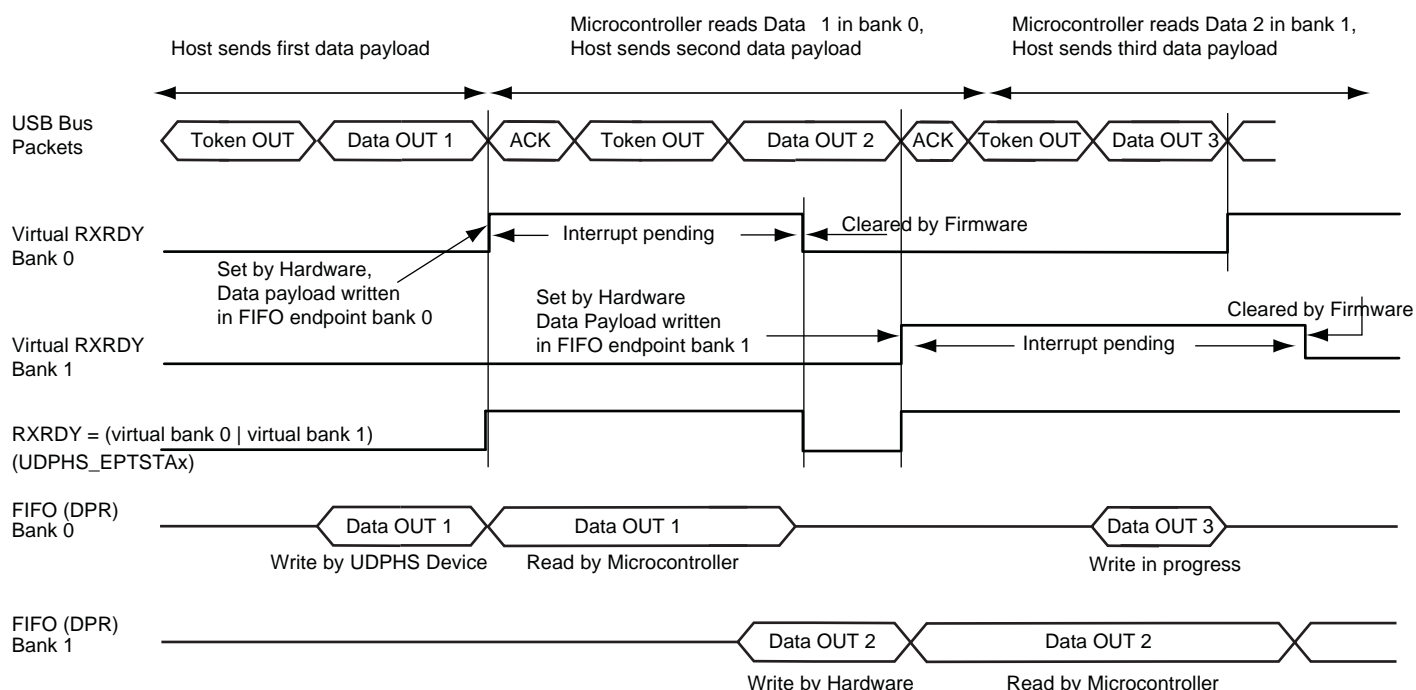 Host sends first data payload
Microcontroller reads Data 1 in bank 0,
Host sends second data payload
Microcontroller reads Data 2 in bank 1,
Host sends third data payload
USB Bus
Packets
Token OUT
Data OUT 1
ACK
Token OUT
Data OUT 2
ACK
Token OUT
Data OUT 3
Virtual RXRDY
Bank 0
Interrupt pending
Cleared by Firmware
Set by Hardware,
Data payload written
in FIFO endpoint bank 0
Set by Hardware
Data Payload written
in FIFO endpoint bank 1
Cleared by Firmware
Virtual RXRDY
Bank 1
Interrupt pending
RXRDY = (virtual bank 0 | virtual bank 1)
(UDPHS_EPTSTAx)
FIFO (DPR)
Bank 0
Data OUT 1
Data OUT 1
Data OUT 3
Write by UDPHS Device
Read by Microcontroller
Write in progress
FIFO (DPR)
Bank 1
Data OUT 2
Data OUT 2
Write by Hardware
Read by Microcontroller